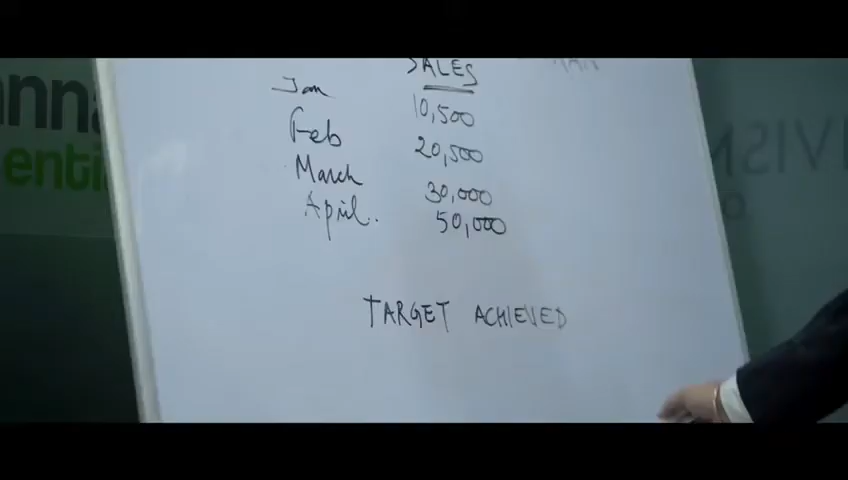 SALES
Jan 10,500
Feb 20,500
March 30,000
April.. 50,000
TARGET ACHIEVED